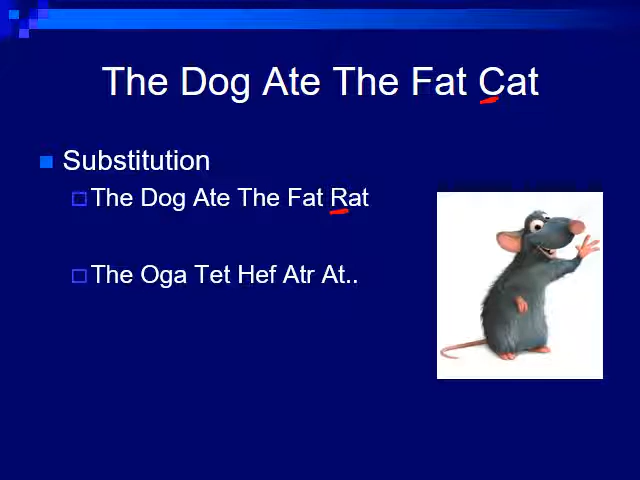 The Dog Ate The Fat Cat
Substitution
The Dog Ate The Fat Rat
The Oga Tet Hef Atr At..